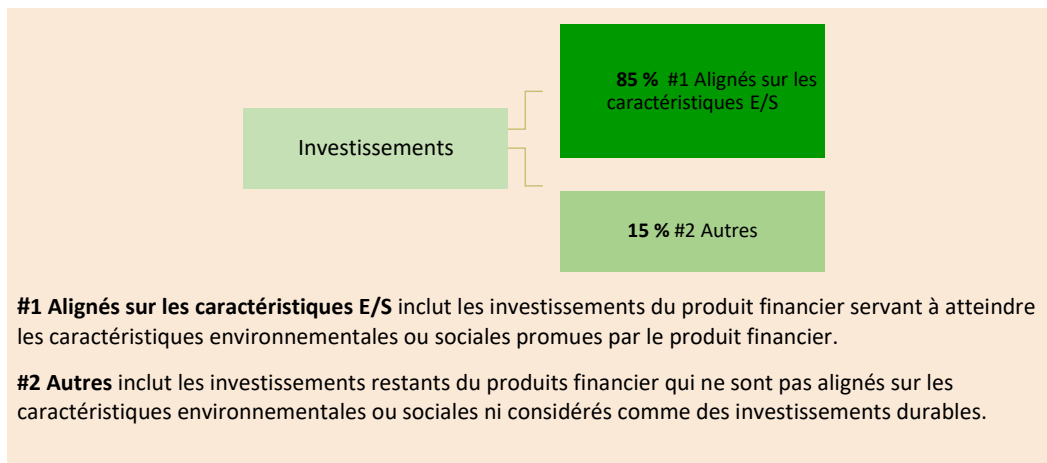 85 % #1 Alignés sur les
caractéristiques E/S
Investissements
15 % #2 Autres
#1 Alignés sur les caractéristiques E/S inclut les investissements du produit financier servant à atteindre
les caractéristiques environnementales ou sociales promues par le produit financier.
#2 Autres inclut les investissements restants du produits financier qui ne sont pas alignés sur les
caractéristiques environnementales ou sociales ni considérés comme des investissements durables.